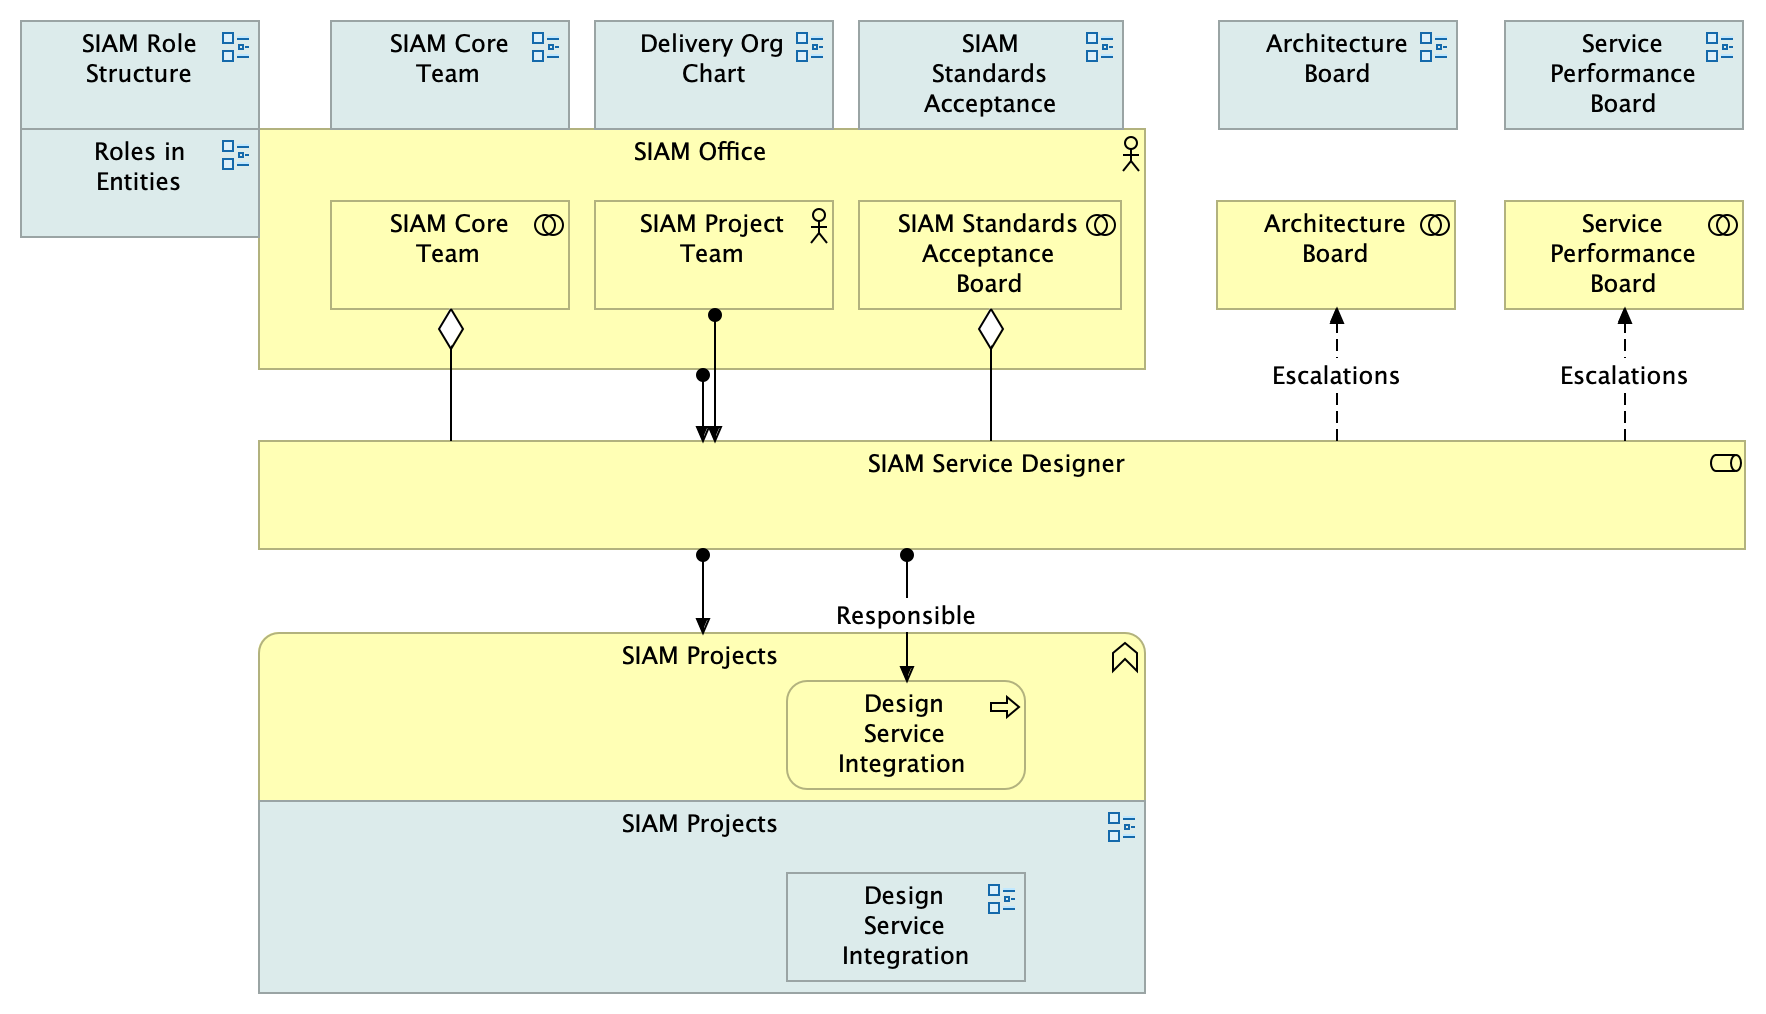 SIAM Role
Structure
SIAM Core
Team
Delivery Org
Chart
SIAM
Standards
Acceptance
Architecture
Board
Service
Performance
Board
Roles in
Entities
SIAM Office
SIAM Core
Team
SIAM Project
Team
SIAM Standards
Acceptance
Board
Architecture
Board
Service
Performance
Board
Escalations
Escalations
SIAM Service Designer
Responsible
SIAM Projects
Design
Service
Integration
SIAM Projects
Design
Service
Integration